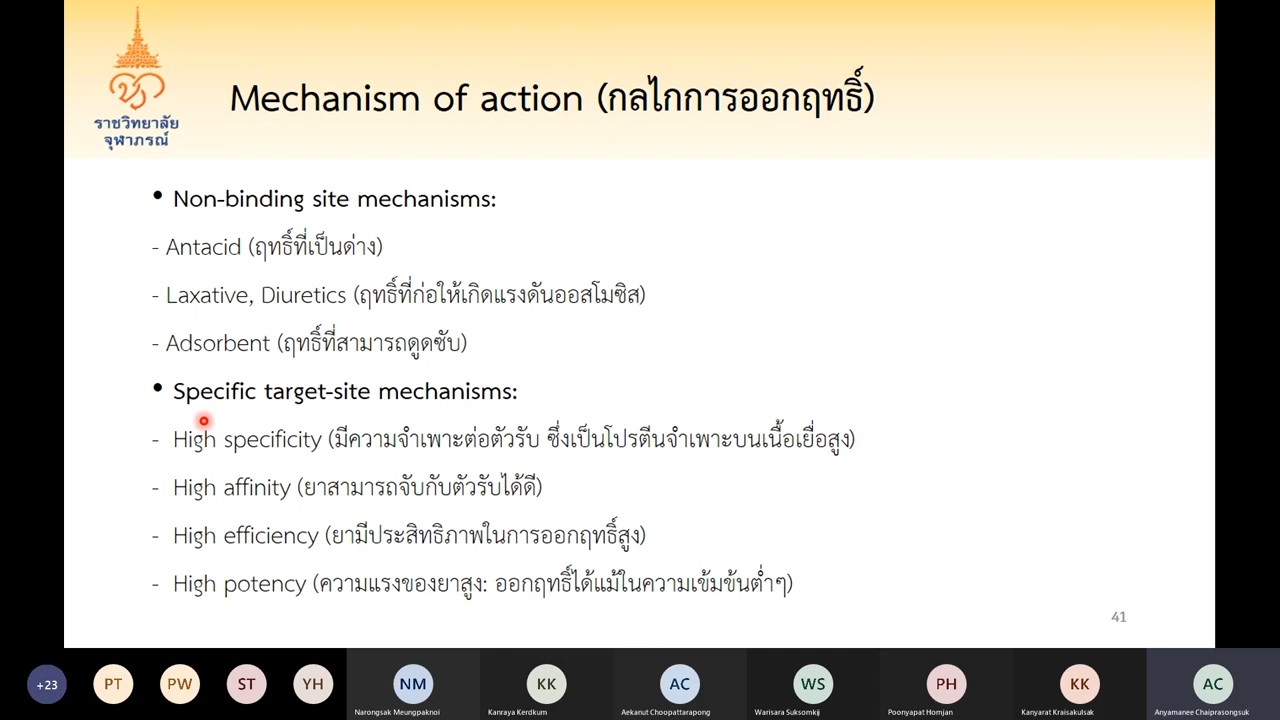 ราชวิทยาลัย
จุฬาภรณ์
Mechanism of action (กลไกการออกฤทธิ์)
• Non-binding site mechanisms:
- Antacid (ฤทธิ์ที่เป็นด่าง)
- Laxative, Diuretics (ฤทธิ์ที่ก่อให้เกิดแรงดันออสโมซิส)
- Adsorbent (ฤทธิ์ที่สามารถดูดซับ)
• Specific target-site mechanisms:
- High specificity (มีความจำเพาะต่อตัวรับ ซึ่งเป็นโปรตีนจำเพาะบนเนื้อเยื่อสูง)
- High affinity (ยาสามารถจับกับตัวรับได้ดี)
- High efficiency (ยามีประสิทธิภาพในการออกฤทธิ์สูง)
- High potency (ความแรงของยาสูง: ออกฤทธิ์ได้แม้ในความเข้มข้นต่ำๆ)
41
+23 PT PW ST YH NM KK AC WS PH KK AC
Narongsak Meungpaknoi Kanraya Kerdkum Aekanut Choopattarapong Warisara Suksomkij Poonyapat Homjan Kanyarat Kraisakulsak Anyamanee Chaiprasongsuk